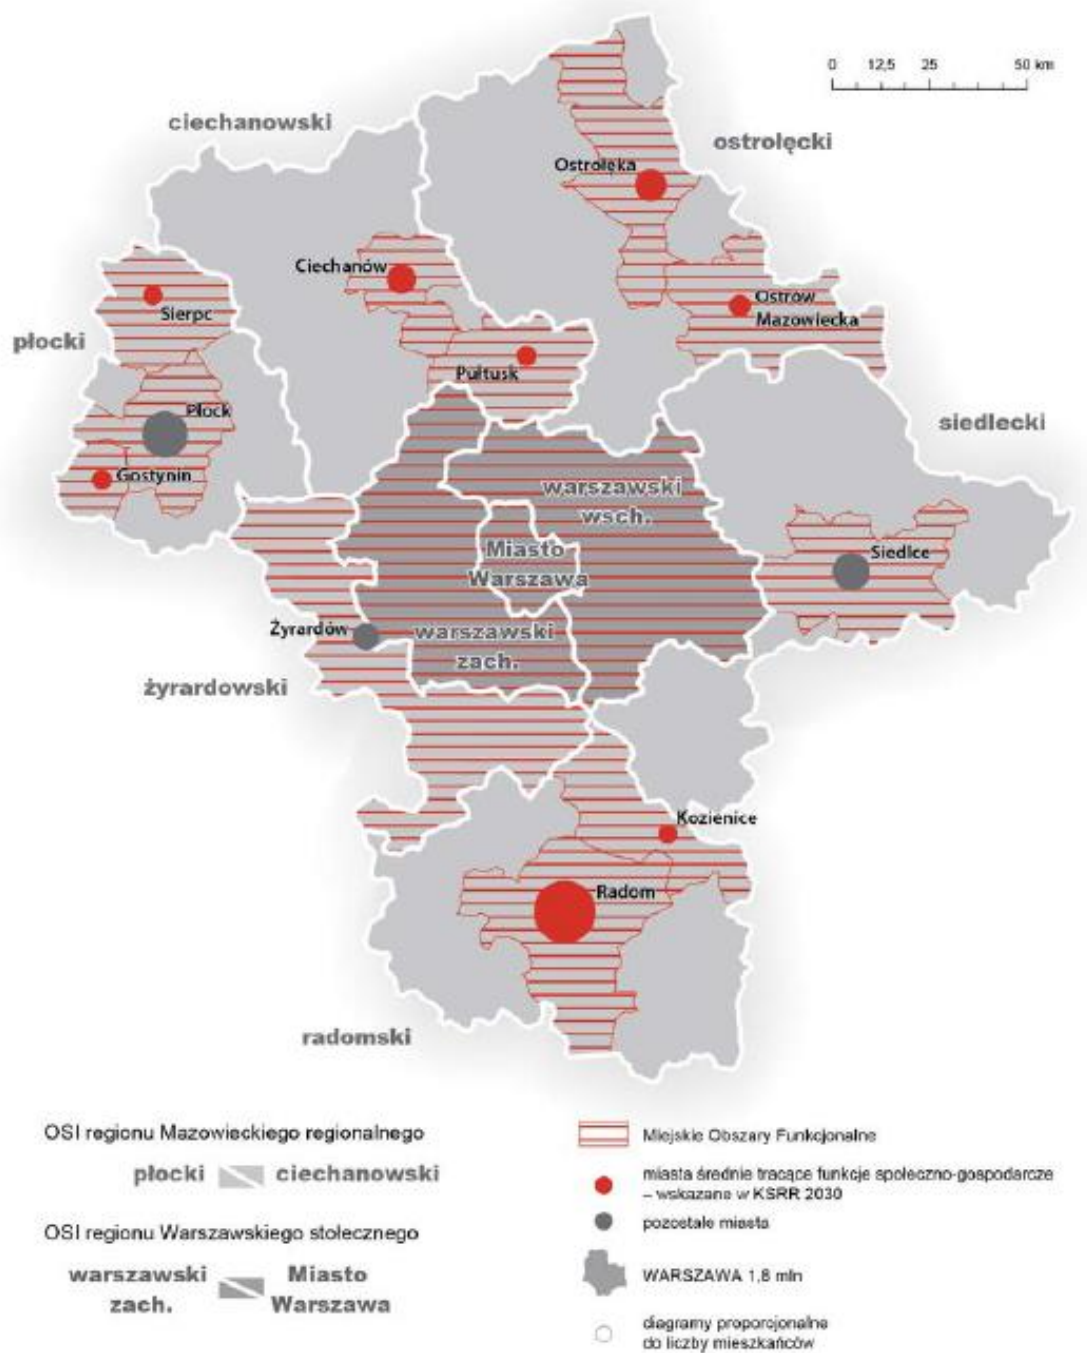 0 12,5 25 50 km
ciechanowski
ostrołęcki
Ostrołęka
Ciechanów
Sierpc
Ostrów
Mazowiecka
płocki
Pułtusk
Płock
siedlecki
Gostynin
warszawski
wsch.
Miasto
Warszawa
Siedlce
Żyrardów
warszawski
zach.
żyrardowski
Kozienice
Radom
radomski
OSI regionu Mazowieckiego regionalnego
płocki ciechanowski
OSI regionu Warszawskiego stołecznego
warszawski
zach.
Miasto
Warszawa
Miejskie Obszary Funkcjonalne
miasta średnie tracące funkcje społeczno-gospodarcze
– wskazane w KSRR 2030
pozostałe miasta
WARSZAWA 1,8 mln
diagramy proporcjonalne
do liczby mieszkańców